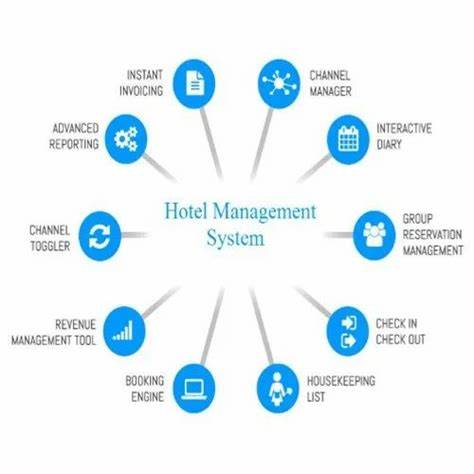 INSTANT
INVOICING
CHANNEL
MANAGER
ADVANCED
REPORTING
INTERACTIVE
DIARY
Hotel Management
System
CHANNEL
TOGGLER
GROUP
RESERVATION
MANAGEMENT
REVENUE
MANAGEMENT TOOL
CHECK IN
CHECK OUT
BOOKING
ENGINE
HOUSEKEEPING
LIST